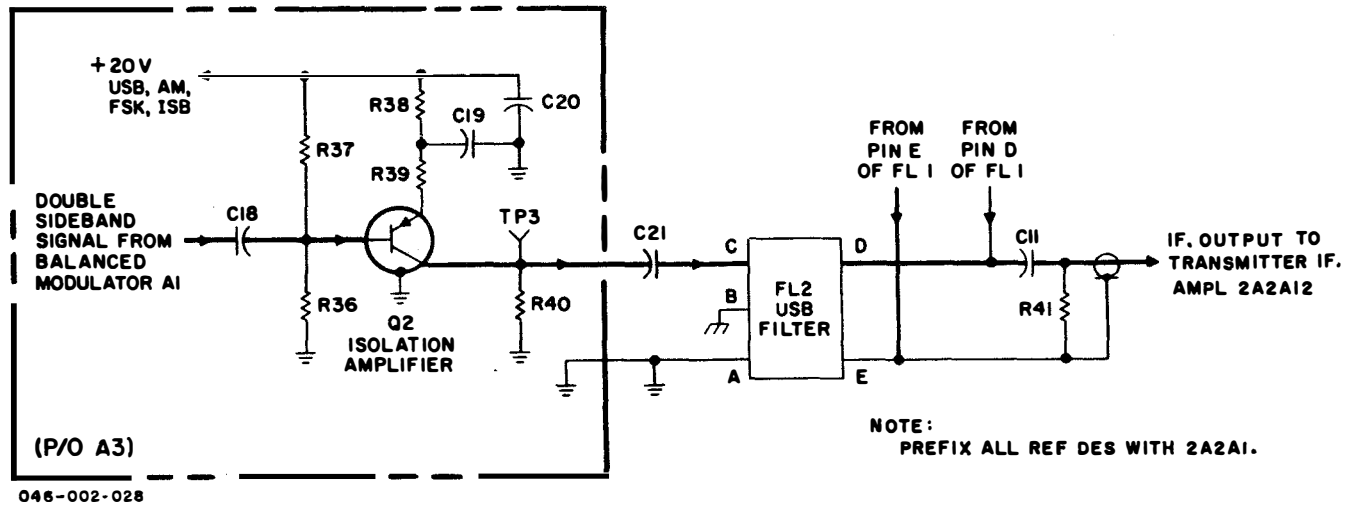 +20V
USB, AM,
FSK, ISB
R38
C19
C20
R37
R39
DOUBLE
SIDEBAND
SIGNAL FROM
BALANCED
MODULATOR A1
C18
TP3
R36
Q2
ISOLATION
AMPLIFIER
R40
C21
C
B
A
FL2
USB
FILTER
D
E
FROM
PIN E
OF FL1
FROM
PIN D
OF FL1
C11
R41
IF. OUTPUT TO
TRANSMITTER IF.
AMPL 2A2A12
(P/O A3)
NOTE:
PREFIX ALL REF DES WITH 2A2A1.
046-002-028